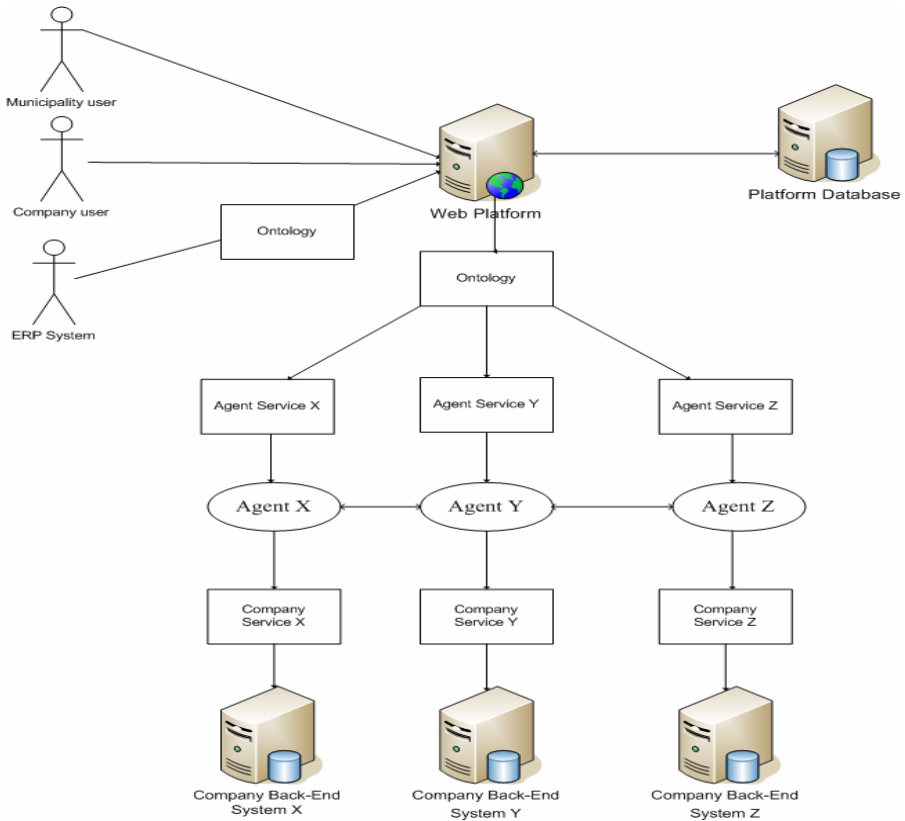 Municipality user
Company user
ERP System
Ontology
Web Platform
Platform Database
Ontology
Agent Service X
Agent Service Y
Agent Service Z
Agent X
Agent Y
Agent Z
Company
Service X
Company
Service Y
Company
Service Z
Company Back-End
System X
Company Back-End
System Y
Company Back-End
System Z